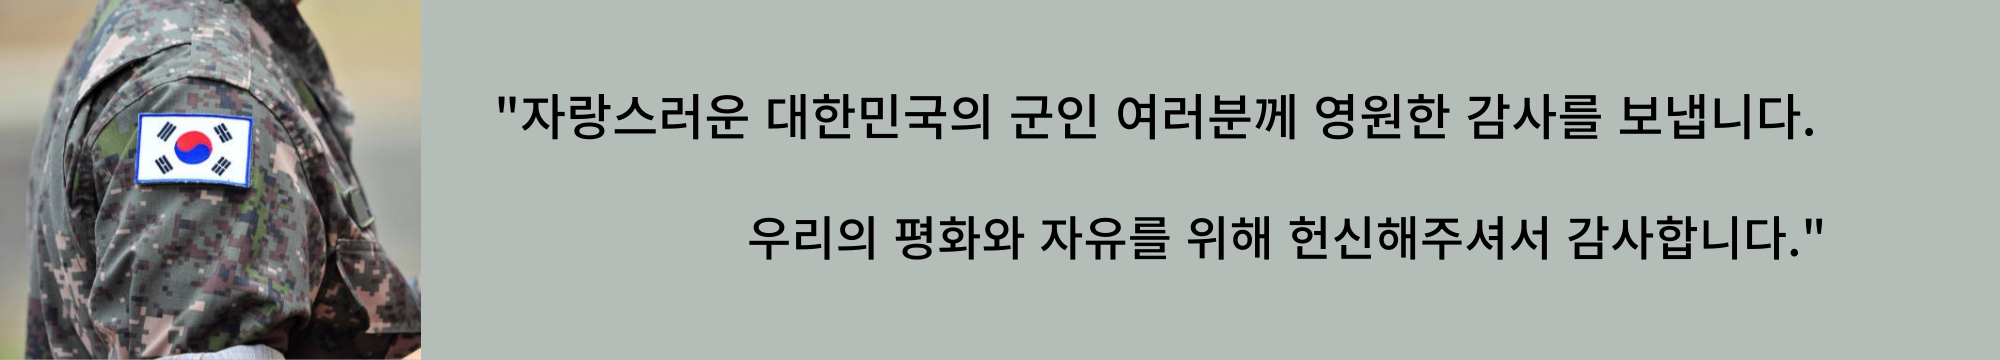 "자랑스러운 대한민국의 군인 여러분께 영원한 감사를 보냅니다.
우리의 평화와 자유를 위해 헌신해주셔서 감사합니다."